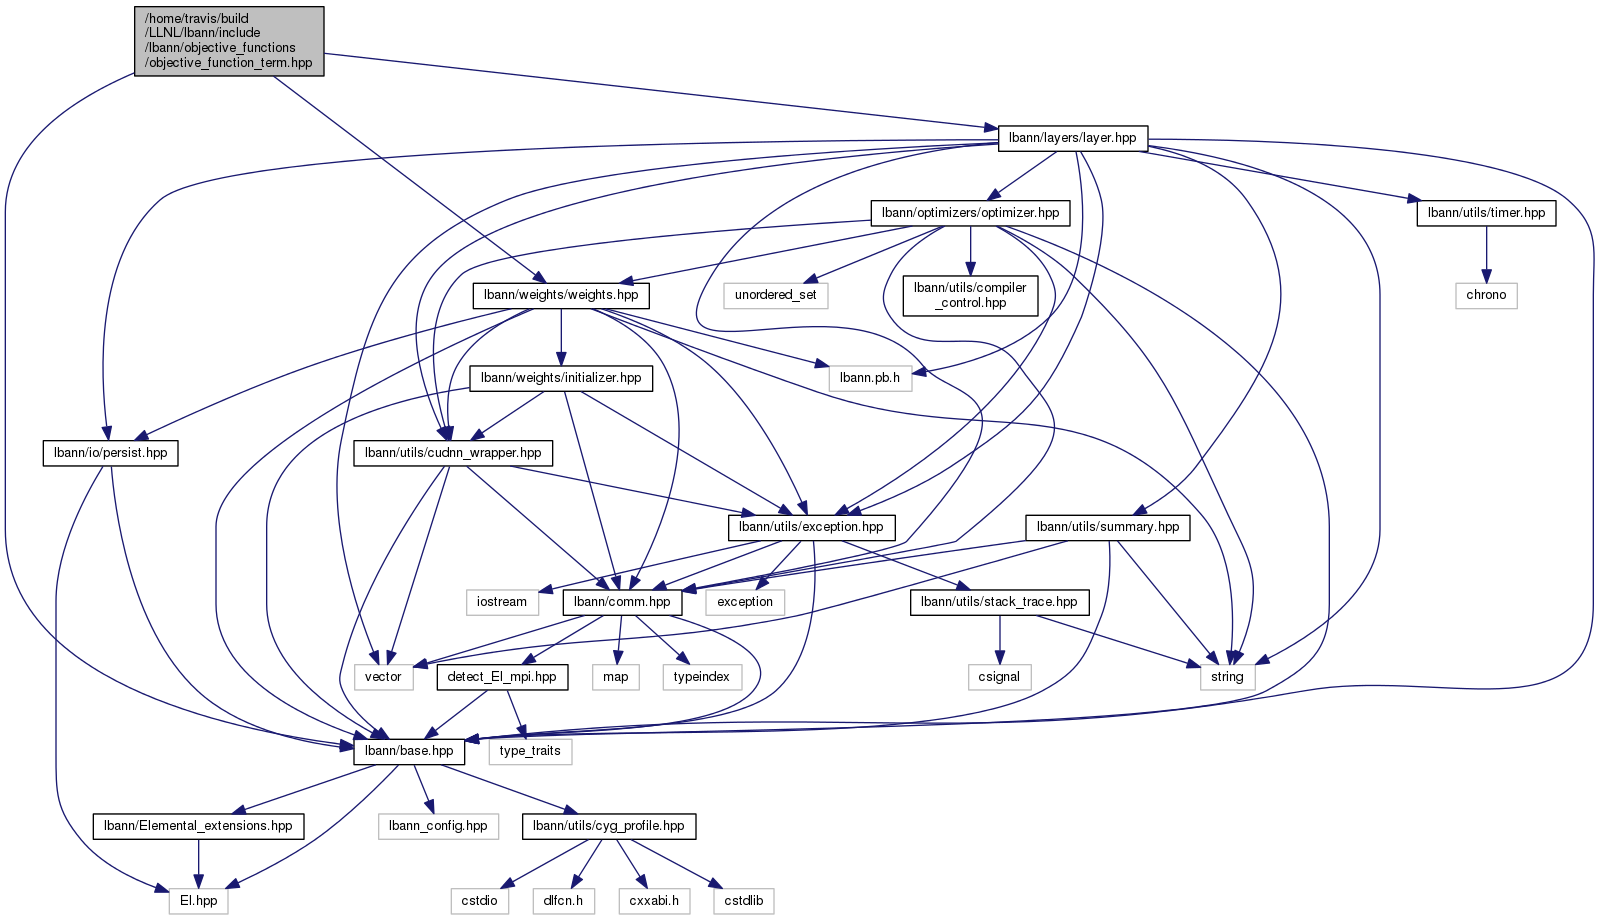 /home/travis/build
/LLNL/lbann/include
/lbann/objective_functions
/objective_function_term.hpp
lbann/layers/layer.hpp
lbann/optimizers/optimizer.hpp
lbann/utils/timer.hpp
lbann/weights/weights.hpp
unordered_set
lbann/utils/compiler
_control.hpp
chrono
lbann/weights/initializer.hpp
lbann.pb.h
lbann/io/persist.hpp
lbann/utils/cudnn_wrapper.hpp
lbann/utils/exception.hpp
lbann/utils/summary.hpp
iostream
lbann/comm.hpp
exception
lbann/utils/stack_trace.hpp
vector
detect_El_mpi.hpp
map
typeindex
csignal
string
lbann/base.hpp
type_traits
lbann/Elemental_extensions.hpp
lbann_config.hpp
lbann/utils/cyg_profile.hpp
El.hpp
cstdio
dlfcn.h
cxxabi.h
cstdlib